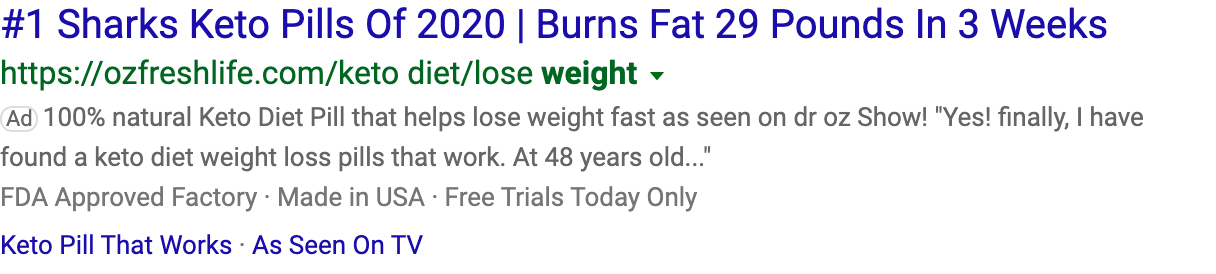 #1 Sharks Keto Pills Of 2020 | Burns Fat 29 Pounds In 3 Weeks
https://ozfreshlife.com/keto diet/lose weight
Ad 100% natural Keto Diet Pill that helps lose weight fast as seen on dr oz Show! "Yes! finally, I have
found a keto diet weight loss pills that work. At 48 years old..."
FDA Approved Factory · Made in USA · Free Trials Today Only
Keto Pill That Works · As Seen On TV